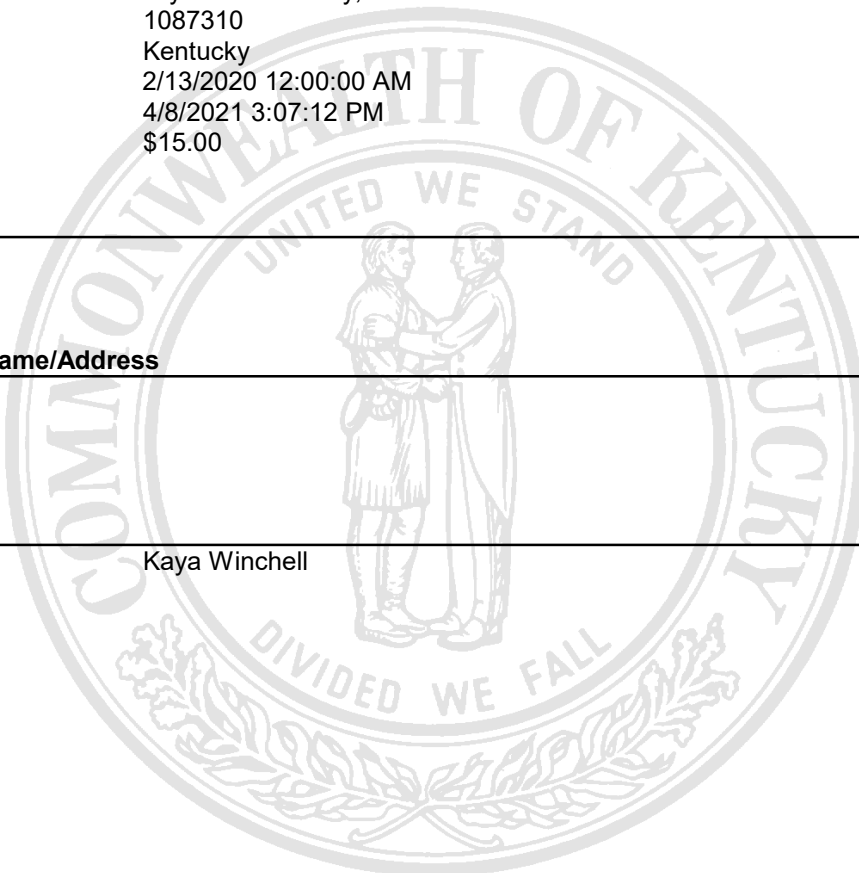 1087310
Kentucky
2/13/2020 12:00:00 AM
4/8/2021 3:07:12 PM
$15.00
COMMONWEALTH OF KENTUCKY
UNITED WE STAND
ame/Address
Kaya Winchell
DIVIDED WE FALL